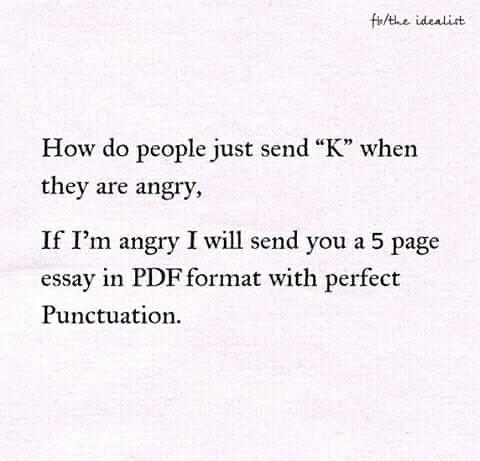 fb/the idealist
How do people just send “K” when
they are angry,
If I’m angry I will send you a 5 page
essay in PDF format with perfect
Punctuation.